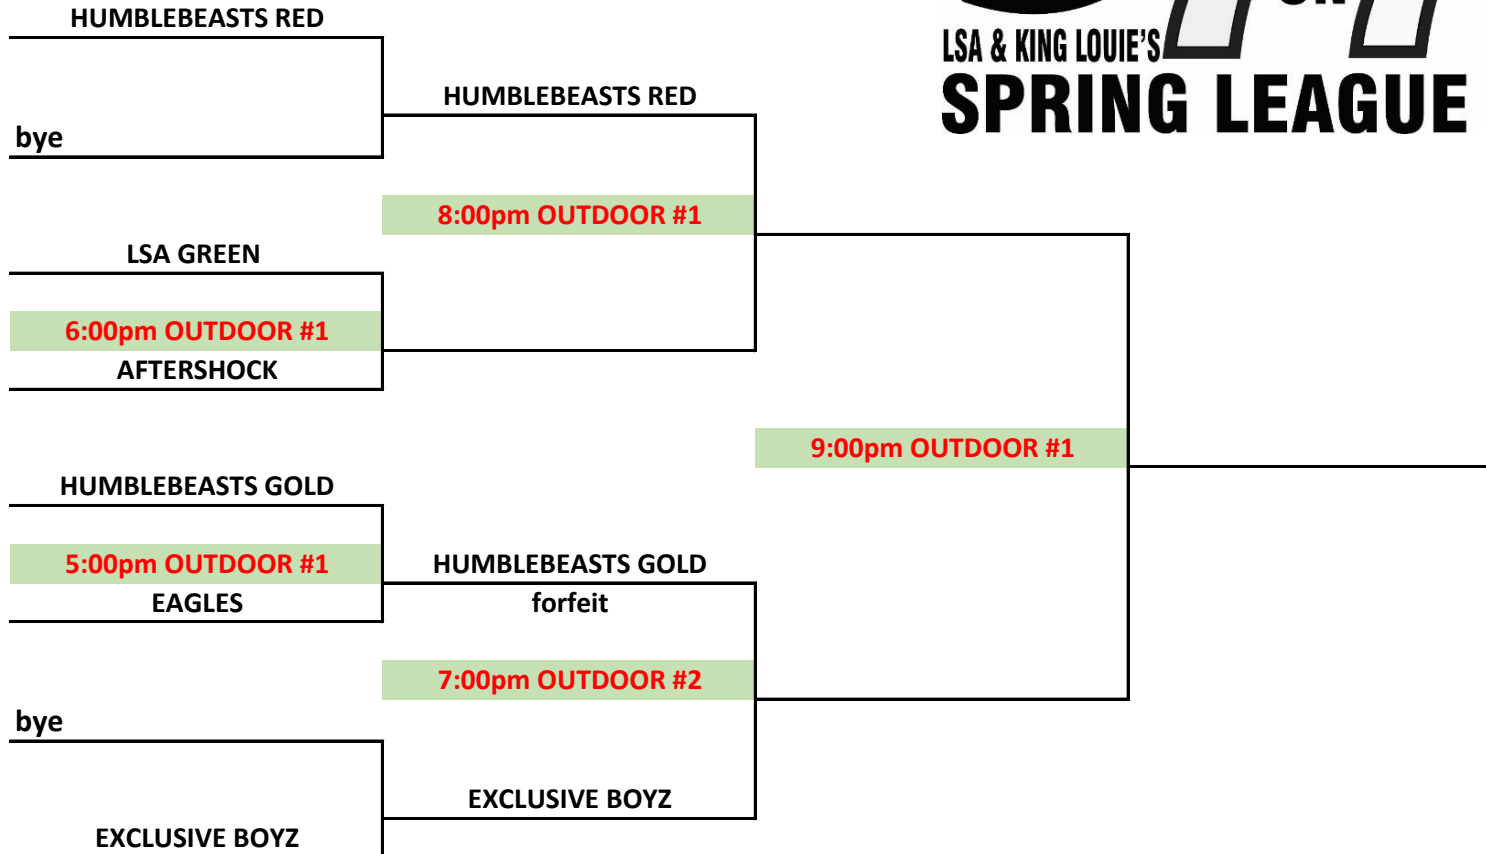 HUMBLEBEASTS RED
ON
LSA & KING LOUIE'S
SPRING LEAGUE
HUMBLEBEASTS RED
bye
8:00pm OUTDOOR #1
LSA GREEN
6:00pm OUTDOOR #1
AFTERSHOCK
9:00pm OUTDOOR #1
HUMBLEBEASTS GOLD
5:00pm OUTDOOR #1
HUMBLEBEASTS GOLD
EAGLES
forfeit
7:00pm OUTDOOR #2
bye
EXCLUSIVE BOYZ
EXCLUSIVE BOYZ